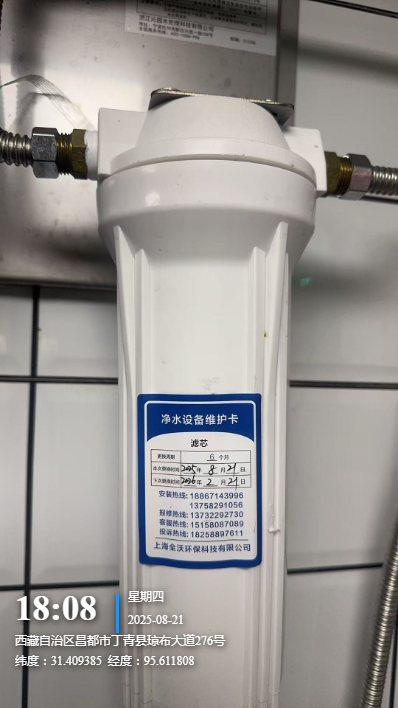 净水设备维护卡
滤芯
更换周期 6 个月
本次更换时间 2025年 8 月 21 日
下次更换时间 2026年 2 月 21 日
安装热线: 18867143996
13758291056
报修热线: 13732292730
客服热线: 15158087089
投诉热线: 18258897611
上海全沃环保科技有限公司
18:08
星期四
2025-08-21
西藏自治区昌都市丁青县琼布大道276号
纬度：31.409385 经度：95.611808